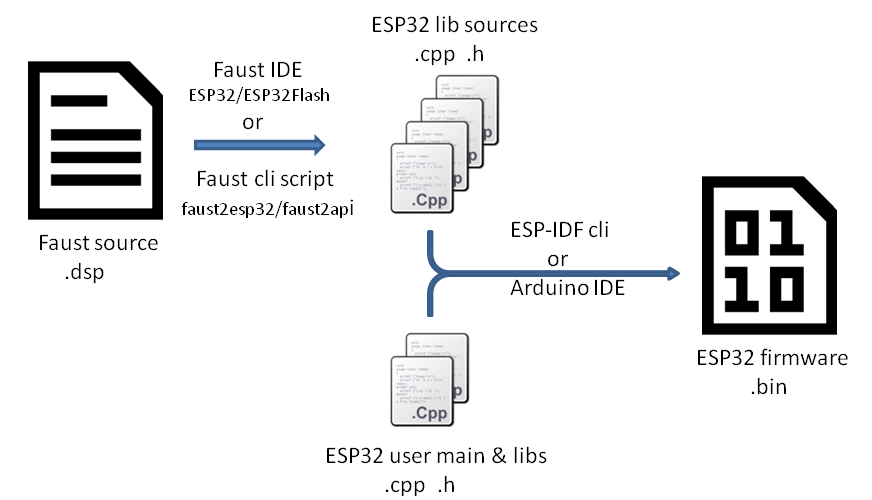 ESP32 lib sources
.cpp .h
Faust IDE
ESP32/ESP32Flash
or
Faust cli script
faust2esp32/faust2api
.Cpp
Faust source
.dsp
ESP-IDF cli
or
Arduino IDE
01
10
ESP32 firmware
.bin
.Cpp
ESP32 user main & libs
.cpp .h